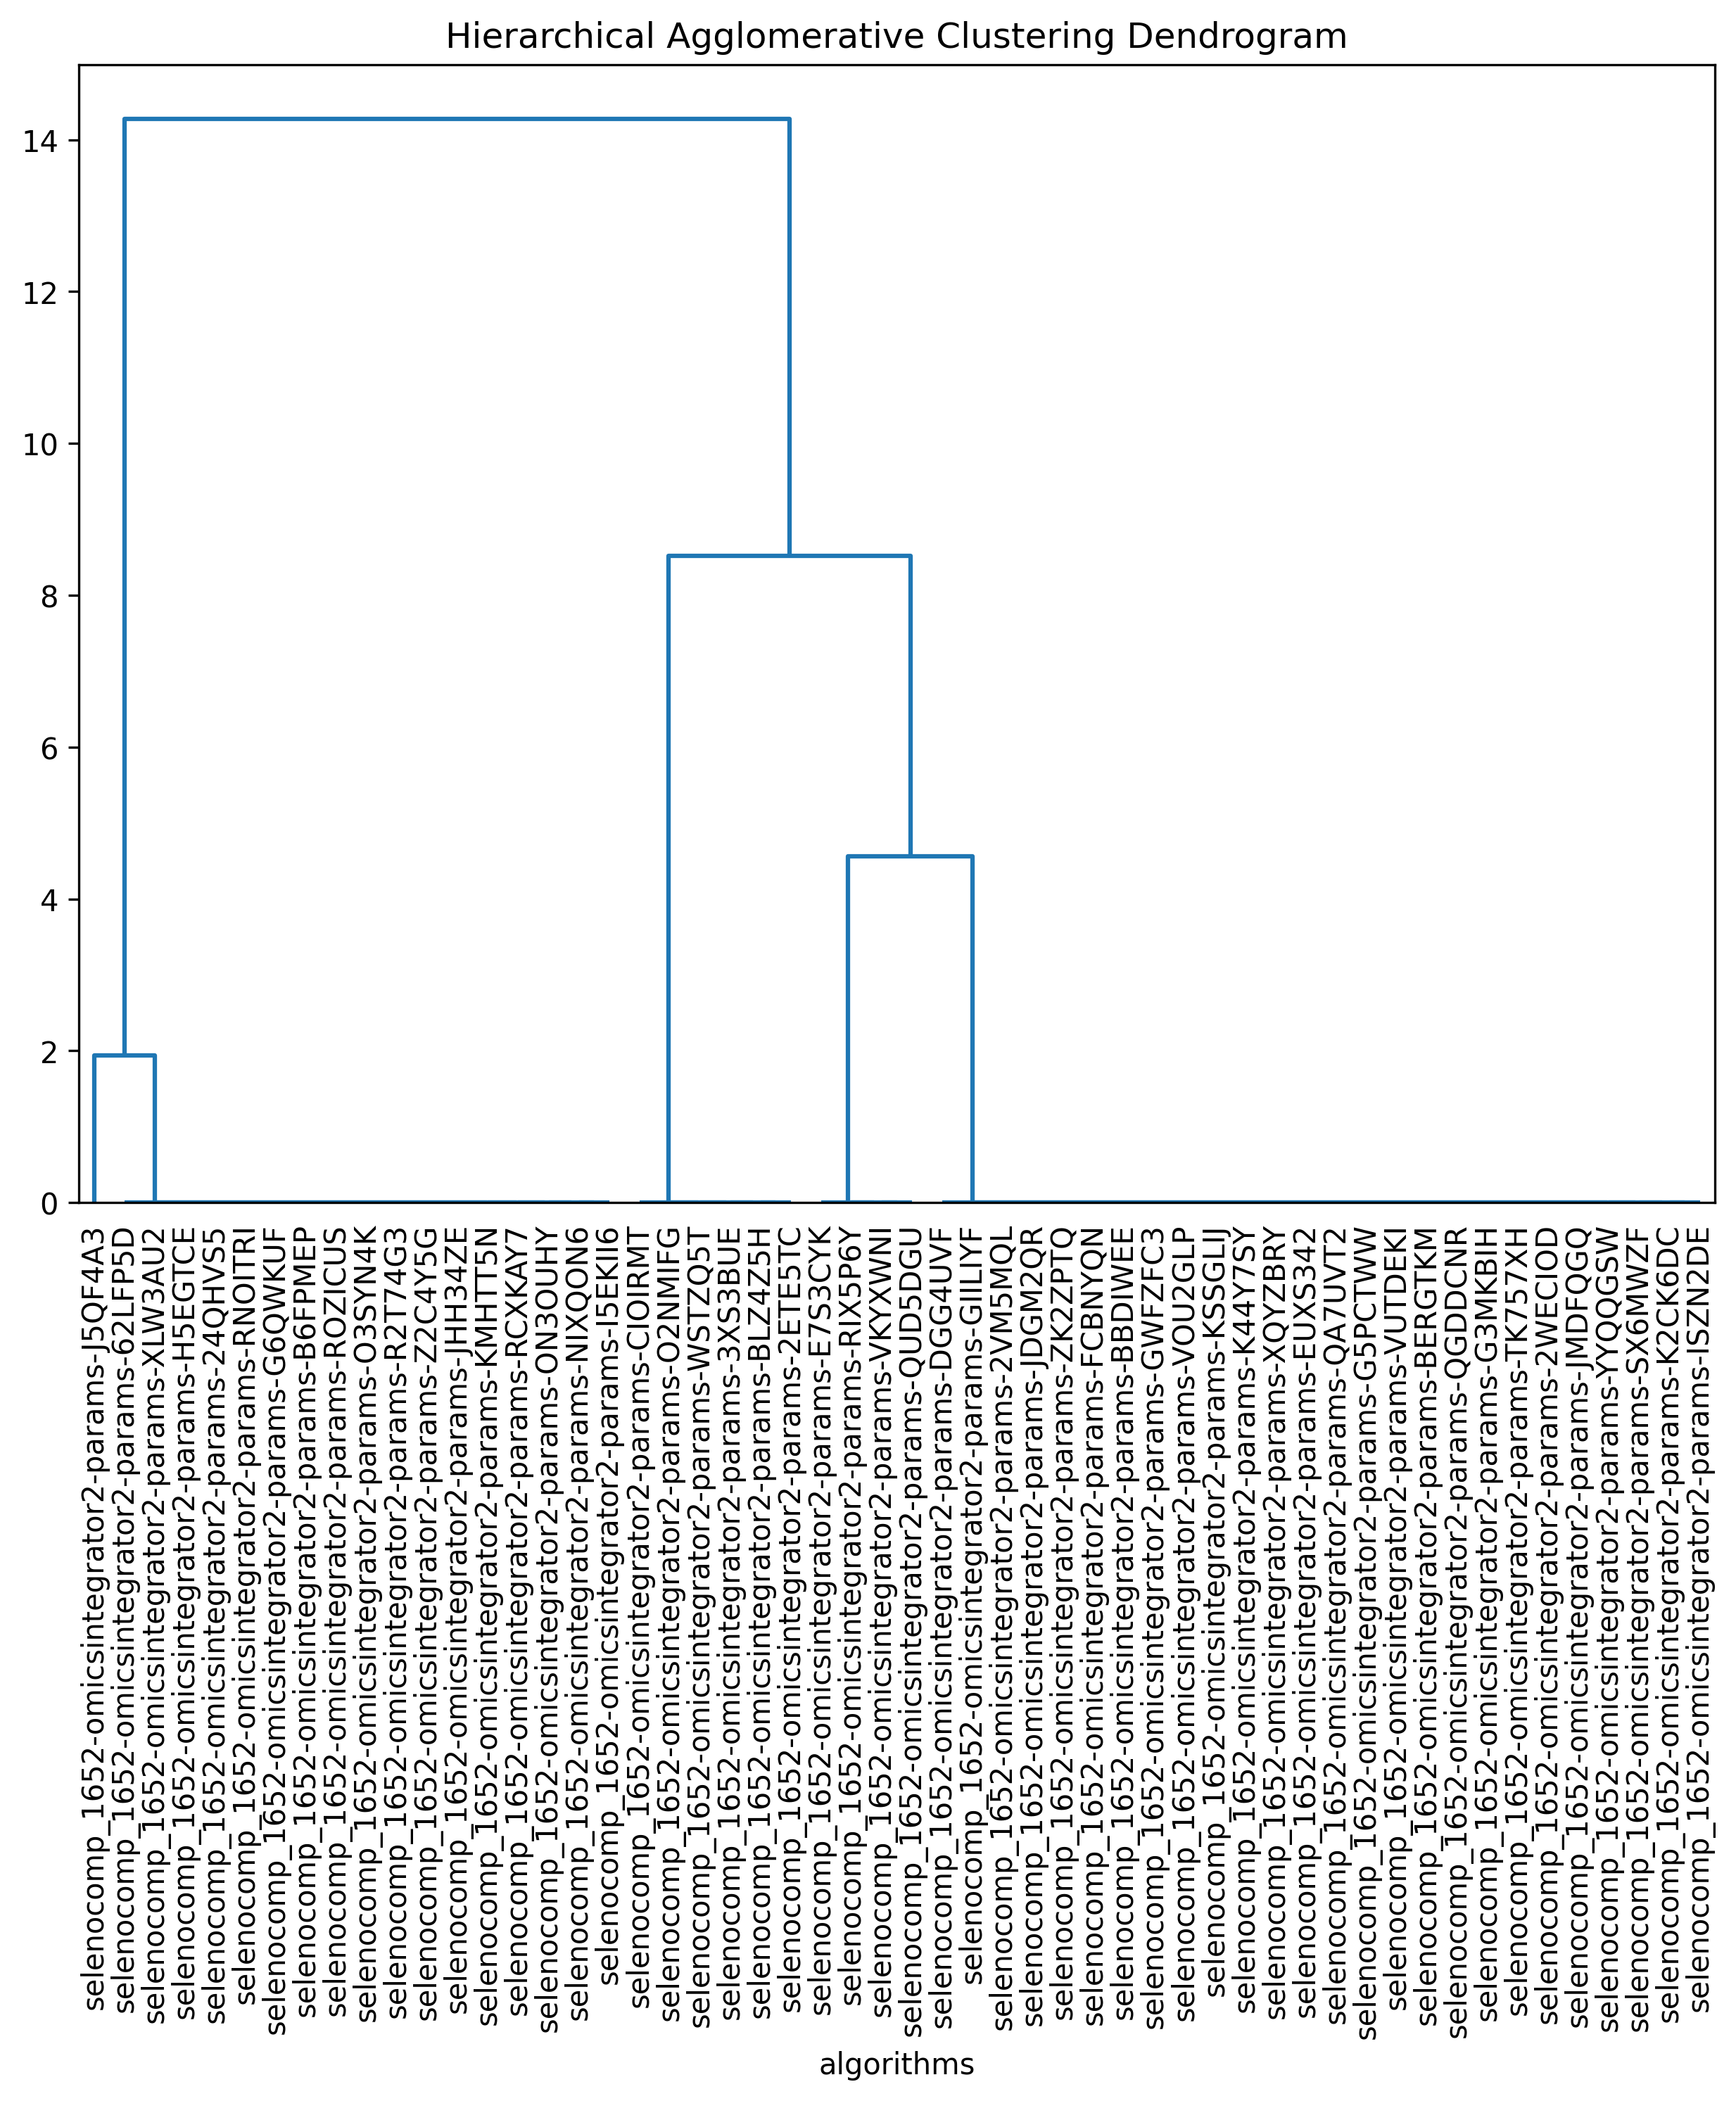 Hierarchical Agglomerative Clustering Dendrogram
14
12
10
8
6
4
2
0
selenocomp_1652-omicsintegrator2-params-J5QF4A3
selenocomp_1652-omicsintegrator2-params-62LFP5D
selenocomp_1652-omicsintegrator2-params-XLW3AU2
selenocomp_1652-omicsintegrator2-params-H5EGTCE
selenocomp_1652-omicsintegrator2-params-24QHVS5
selenocomp_1652-omicsintegrator2-params-RNOITRI
selenocomp_1652-omicsintegrator2-params-G6QWKUF
selenocomp_1652-omicsintegrator2-params-B6FPMEP
selenocomp_1652-omicsintegrator2-params-ROZICUS
selenocomp_1652-omicsintegrator2-params-O3SYN4K
selenocomp_1652-omicsintegrator2-params-R2T74G3
selenocomp_1652-omicsintegrator2-params-Z2C4Y5G
selenocomp_1652-omicsintegrator2-params-JHH34ZE
selenocomp_1652-omicsintegrator2-params-KMHTT5N
selenocomp_1652-omicsintegrator2-params-RCXKAY7
selenocomp_1652-omicsintegrator2-params-ON3OUHY
selenocomp_1652-omicsintegrator2-params-NIXQON6
selenocomp_1652-omicsintegrator2-params-I5EKII6
selenocomp_1652-omicsintegrator2-params-CIOIRMT
selenocomp_1652-omicsintegrator2-params-O2NMIFG
selenocomp_1652-omicsintegrator2-params-WSTZQ5T
selenocomp_1652-omicsintegrator2-params-3XS3BUE
selenocomp_1652-omicsintegrator2-params-BLZ4Z5H
selenocomp_1652-omicsintegrator2-params-2ETE5TC
selenocomp_1652-omicsintegrator2-params-E7S3CYK
selenocomp_1652-omicsintegrator2-params-RIX5P6Y
selenocomp_1652-omicsintegrator2-params-VKYXWNI
selenocomp_1652-omicsintegrator2-params-QUD5DGU
selenocomp_1652-omicsintegrator2-params-DGG4UVF
selenocomp_1652-omicsintegrator2-params-GIILIYF
selenocomp_1652-omicsintegrator2-params-2VM5MQL
selenocomp_1652-omicsintegrator2-params-JDGM2QR
selenocomp_1652-omicsintegrator2-params-ZK2ZPTQ
selenocomp_1652-omicsintegrator2-params-FCBNYQN
selenocomp_1652-omicsintegrator2-params-BBDIWEE
selenocomp_1652-omicsintegrator2-params-GWFZFC3
selenocomp_1652-omicsintegrator2-params-VOU2GLP
selenocomp_1652-omicsintegrator2-params-KSSGLIJ
selenocomp_1652-omicsintegrator2-params-K44Y7SY
selenocomp_1652-omicsintegrator2-params-XQYZBRY
selenocomp_1652-omicsintegrator2-params-EUXS342
selenocomp_1652-omicsintegrator2-params-QA7UVT2
selenocomp_1652-omicsintegrator2-params-G5PCTWW
selenocomp_1652-omicsintegrator2-params-VUTDEKI
selenocomp_1652-omicsintegrator2-params-BERGTKM
selenocomp_1652-omicsintegrator2-params-QGDDCNR
selenocomp_1652-omicsintegrator2-params-G3MKBIH
selenocomp_1652-omicsintegrator2-params-TK757XH
selenocomp_1652-omicsintegrator2-params-2WECIOD
selenocomp_1652-omicsintegrator2-params-JMDFQGQ
selenocomp_1652-omicsintegrator2-params-YYQQGSW
selenocomp_1652-omicsintegrator2-params-SX6MWZF
selenocomp_1652-omicsintegrator2-params-K2CK6DC
selenocomp_1652-omicsintegrator2-params-ISZN2DE
algorithms